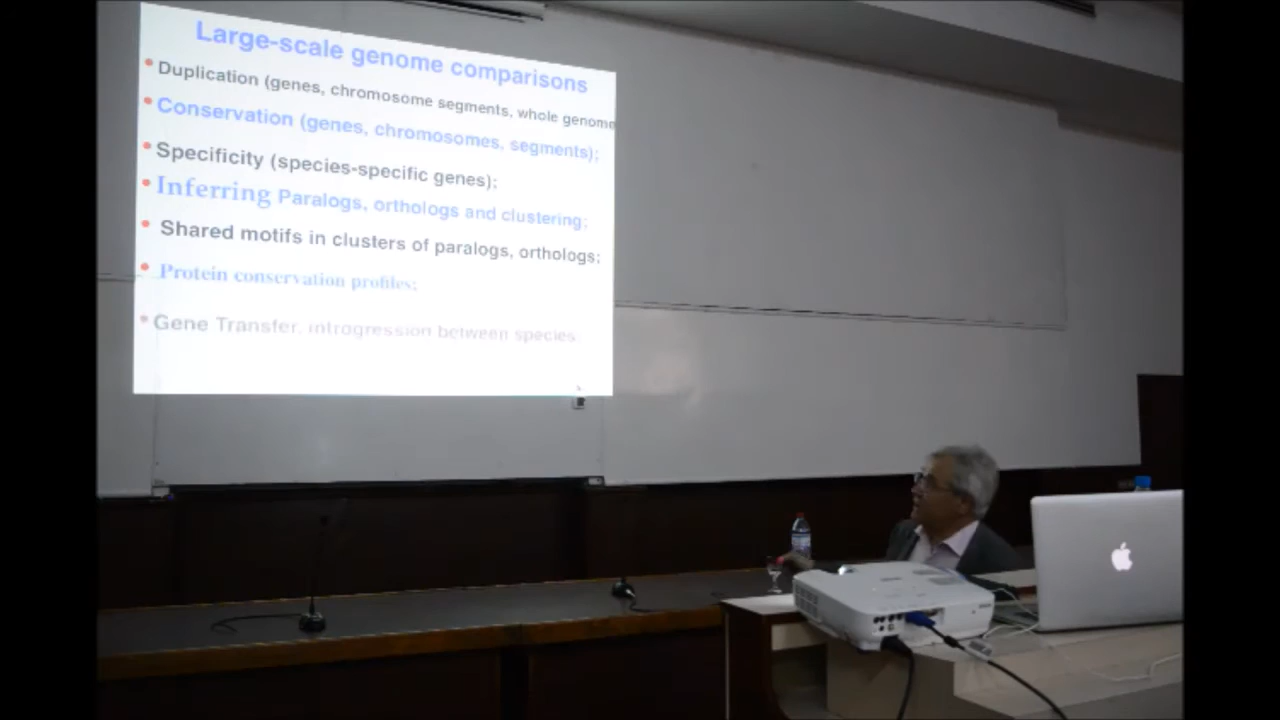 Large-scale genome comparisons
• Duplication (genes, chromosome segments, whole genome
• Conservation (genes, chromosomes, segments);
• Specificity (species-specific genes);
• Inferring Paralogs, orthologs and clustering;
• Shared motifs in clusters of paralogs, orthologs;
• Protein conservation profiles;
• Gene Transfer, introgression between species.